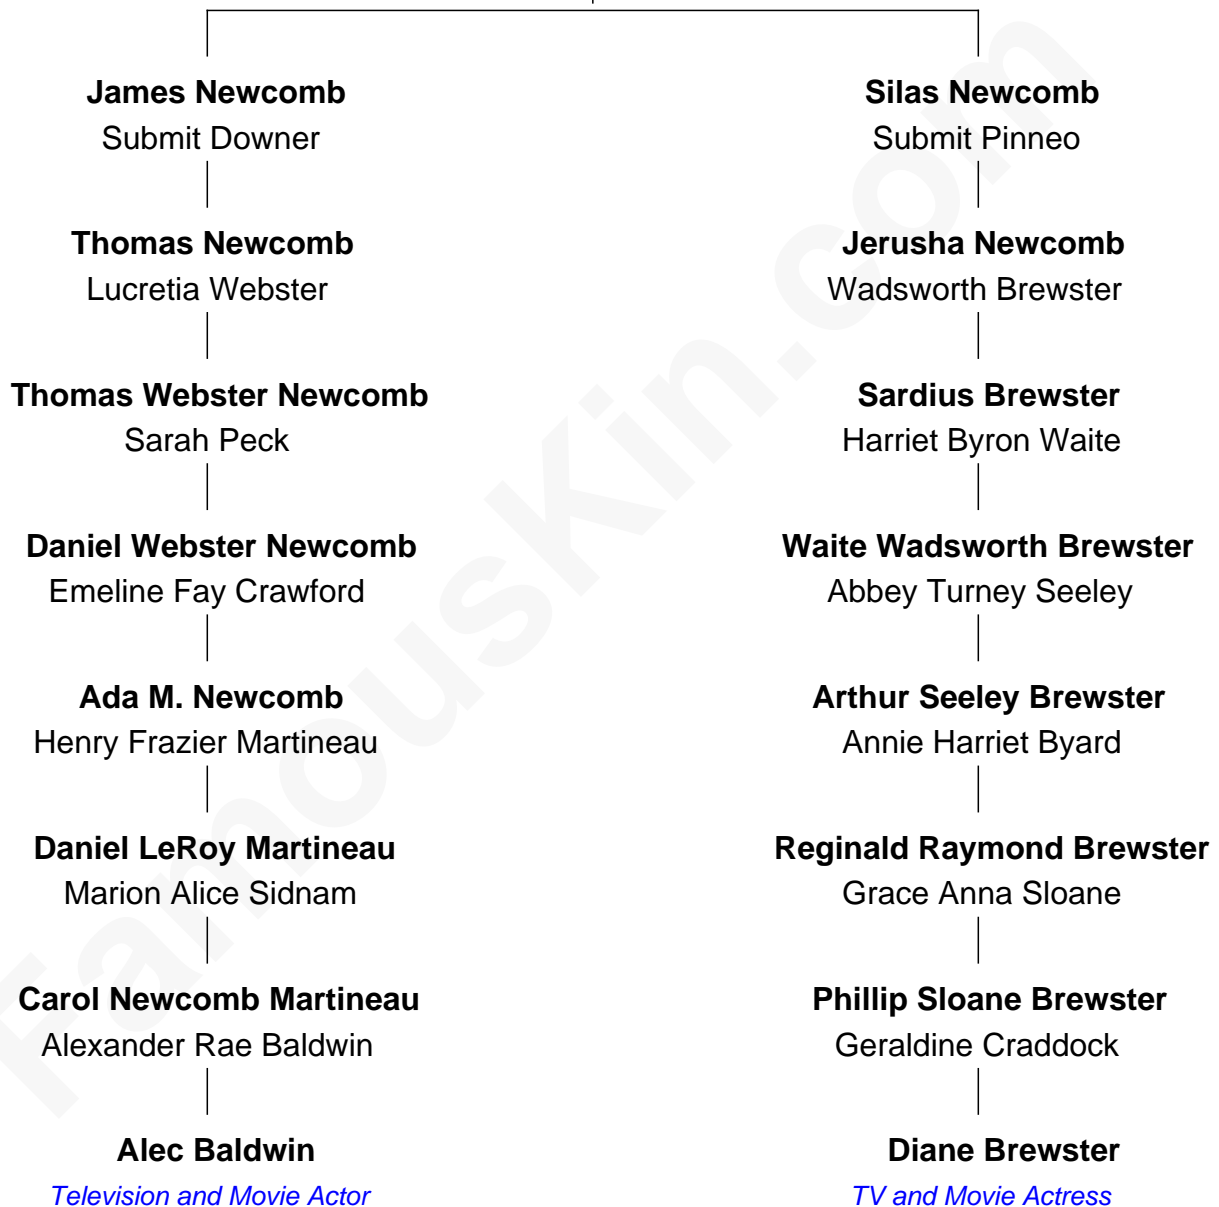 James Newcomb
Submit Downer
Thomas Newcomb
Lucretia Webster
Thomas Webster Newcomb
Sarah Peck
Daniel Webster Newcomb
Emeline Fay Crawford
Ada M. Newcomb
Henry Frazier Martineau
Daniel LeRoy Martineau
Marion Alice Sidnam
Carol Newcomb Martineau
Alexander Rae Baldwin
Alec Baldwin
Television and Movie Actor
Silas Newcomb
Submit Pinneo
Jerusha Newcomb
Wadsworth Brewster
Sardius Brewster
Harriet Byron Waite
Waite Wadsworth Brewster
Abbey Turney Seeley
Arthur Seeley Brewster
Annie Harriet Byard
Reginald Raymond Brewster
Grace Anna Sloane
Phillip Sloane Brewster
Geraldine Craddock
Diane Brewster
TV and Movie Actress
FamousKin.com